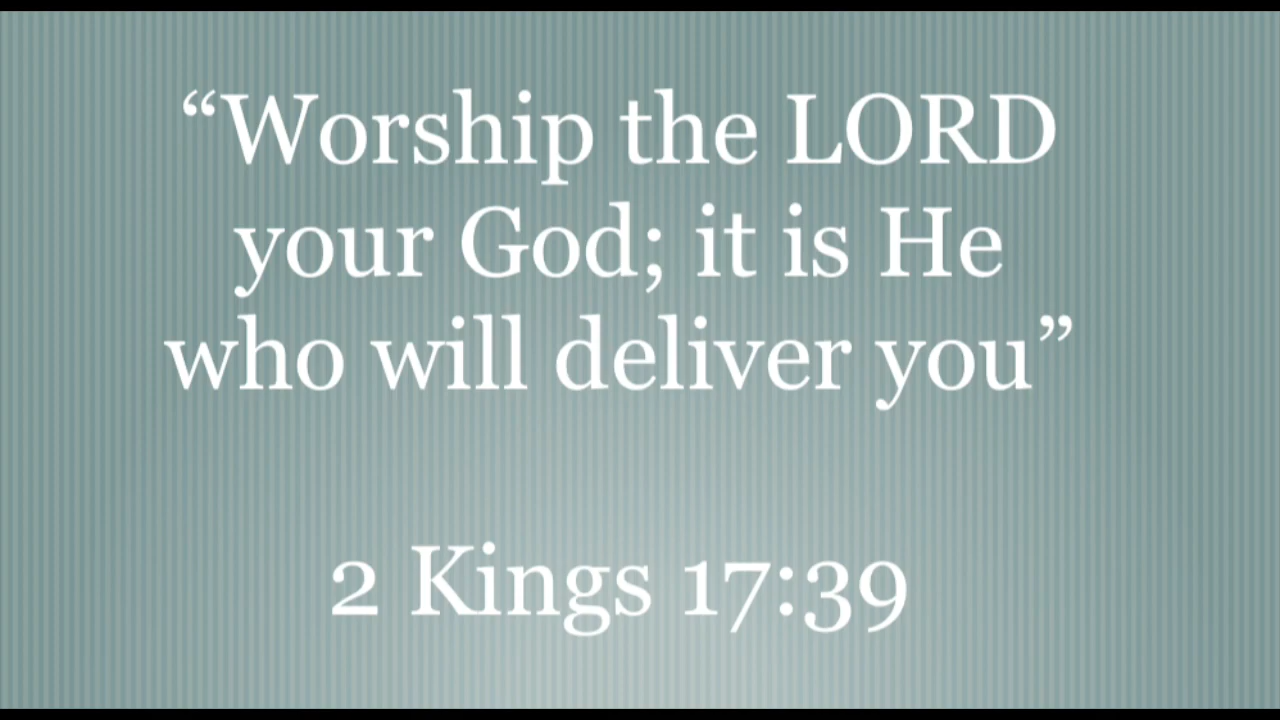 “Worship the LORD
your God; it is He
who will deliver you”
2 Kings 17:39